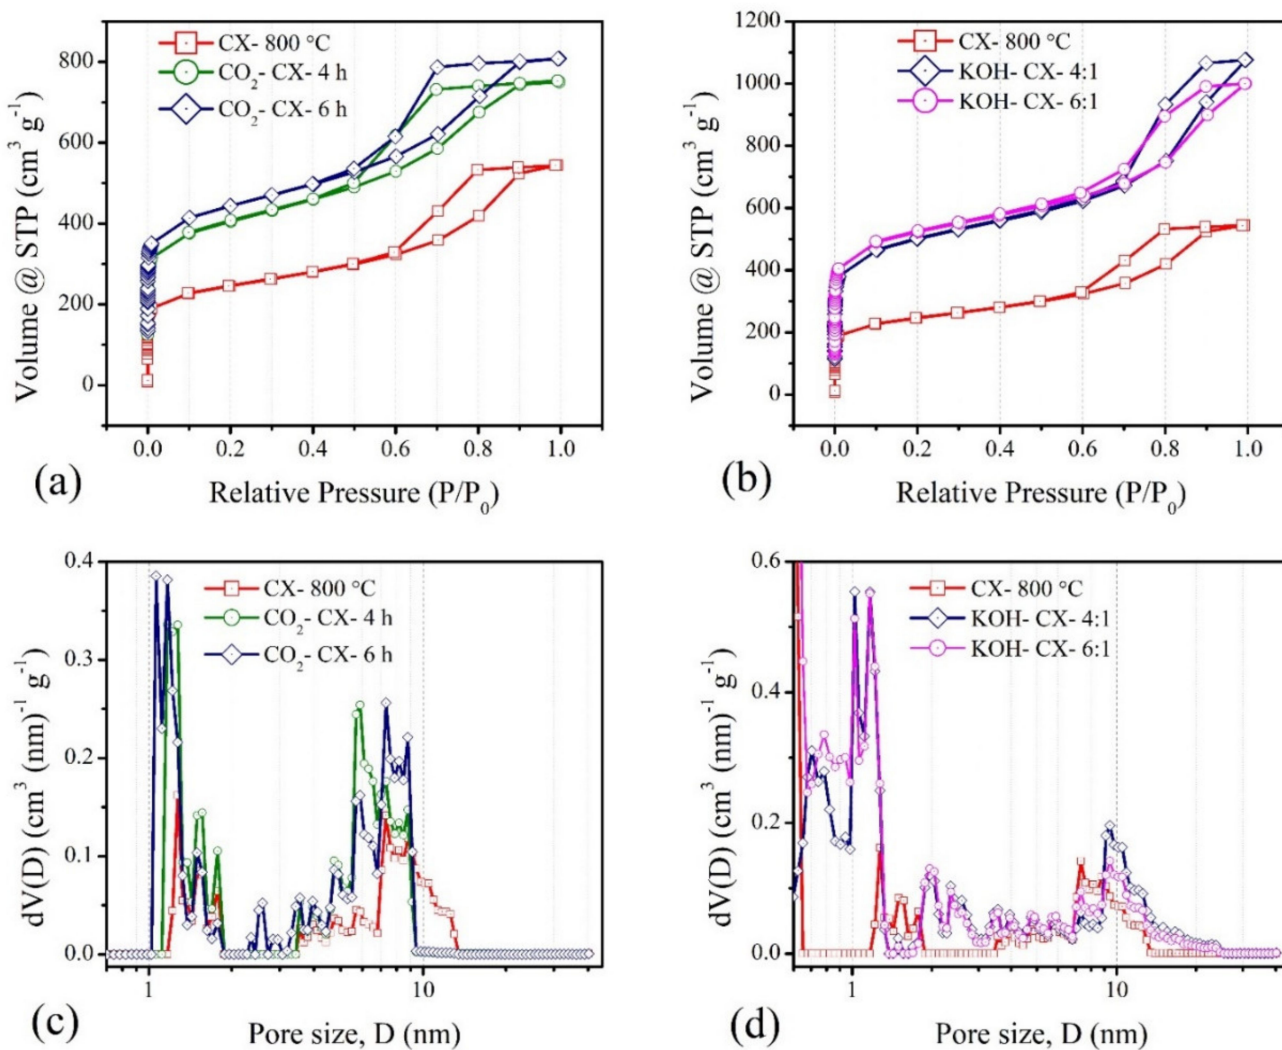 CX- 800 °C
CO2- CX- 4 h
CO2- CX- 6 h
Volume @ STP (cm³ g⁻¹)
800
600
400
200
0
0.0 0.2 0.4 0.6 0.8 1.0
(a)
Relative Pressure (P/P₀)
CX- 800 °C
KOH- CX- 4:1
KOH- CX- 6:1
Volume @ STP (cm³ g⁻¹)
1200
1000
800
600
400
200
0
0.0 0.2 0.4 0.6 0.8 1.0
(b)
Relative Pressure (P/P₀)
CX- 800 °C
CO₂- CX- 4 h
CO₂- CX- 6 h
dV(D) (cm³ (nm)⁻¹ g⁻¹)
0.4
0.3
0.2
0.1
0.0
1 10
(c)
Pore size, D (nm)
CX- 800 °C
KOH- CX- 4:1
KOH- CX- 6:1
dV(D) (cm³ (nm)⁻¹ g⁻¹)
0.6
0.4
0.2
0.0
1 10
(d)
Pore size, D (nm)